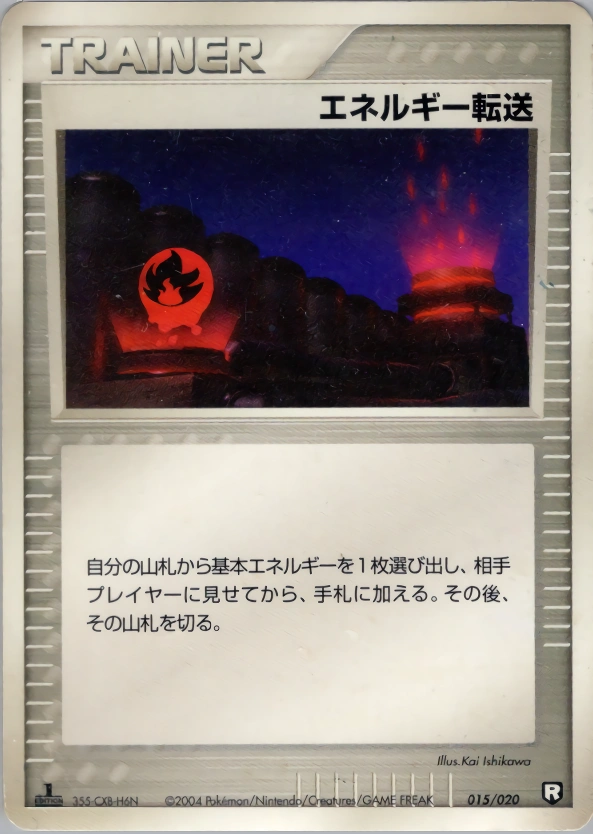 TRAINER
エネルギー転送
自分の山札から基本エネルギーを1枚選び出し、相手
プレイヤーに見せてから、手札に加える。その後、
その山札を切る。
Illus.Kai Ishikawa
1
EDITION 355-CXB-H6N ©2004 Pokémon/Nintendo/Creatures/GAME FREAK 015/020 R